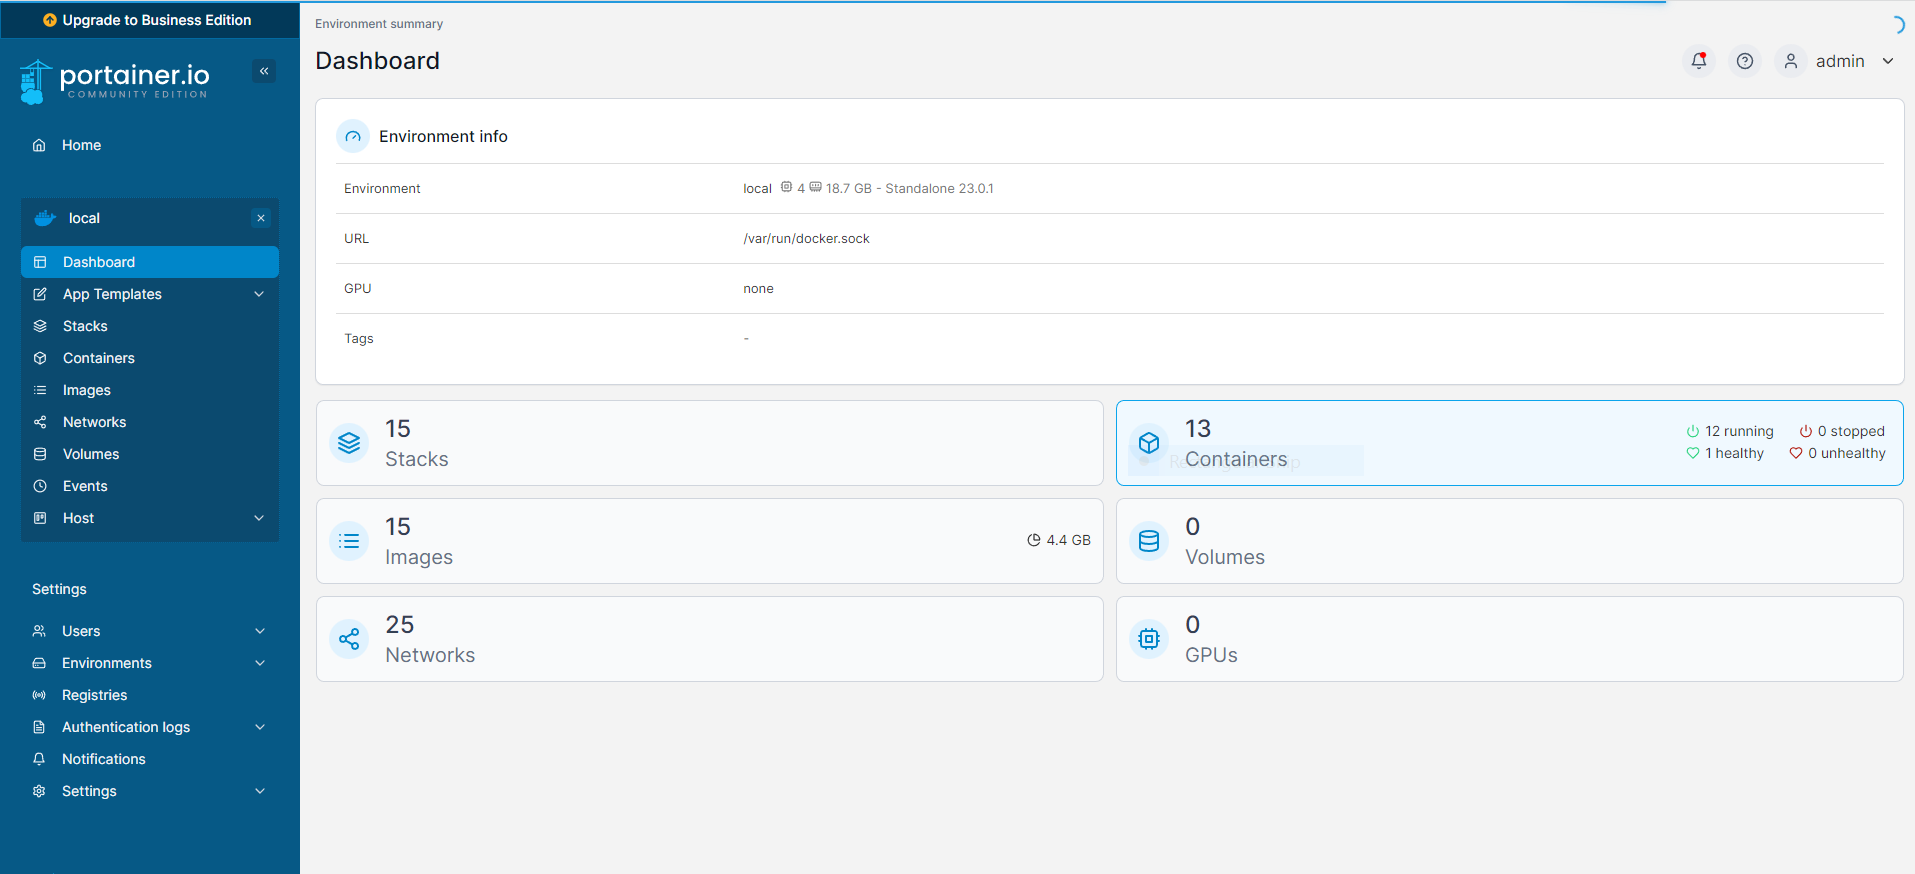 Upgrade to Business Edition
portainer.io
COMMUNITY EDITION
Home
local
Dashboard
App Templates
Stacks
Containers
Images
Networks
Volumes
Events
Host
Settings
Users
Environments
Registries
Authentication logs
Notifications
Settings
Environment summary
Dashboard
admin
Environment info
Environment local 4 18.7 GB - Standalone 23.0.1
URL /var/run/docker.sock
GPU none
Tags -
15
Stacks
13
Containers
12 running 0 stopped
1 healthy 0 unhealthy
15
Images
4.4 GB
0
Volumes
25
Networks
0
GPUs